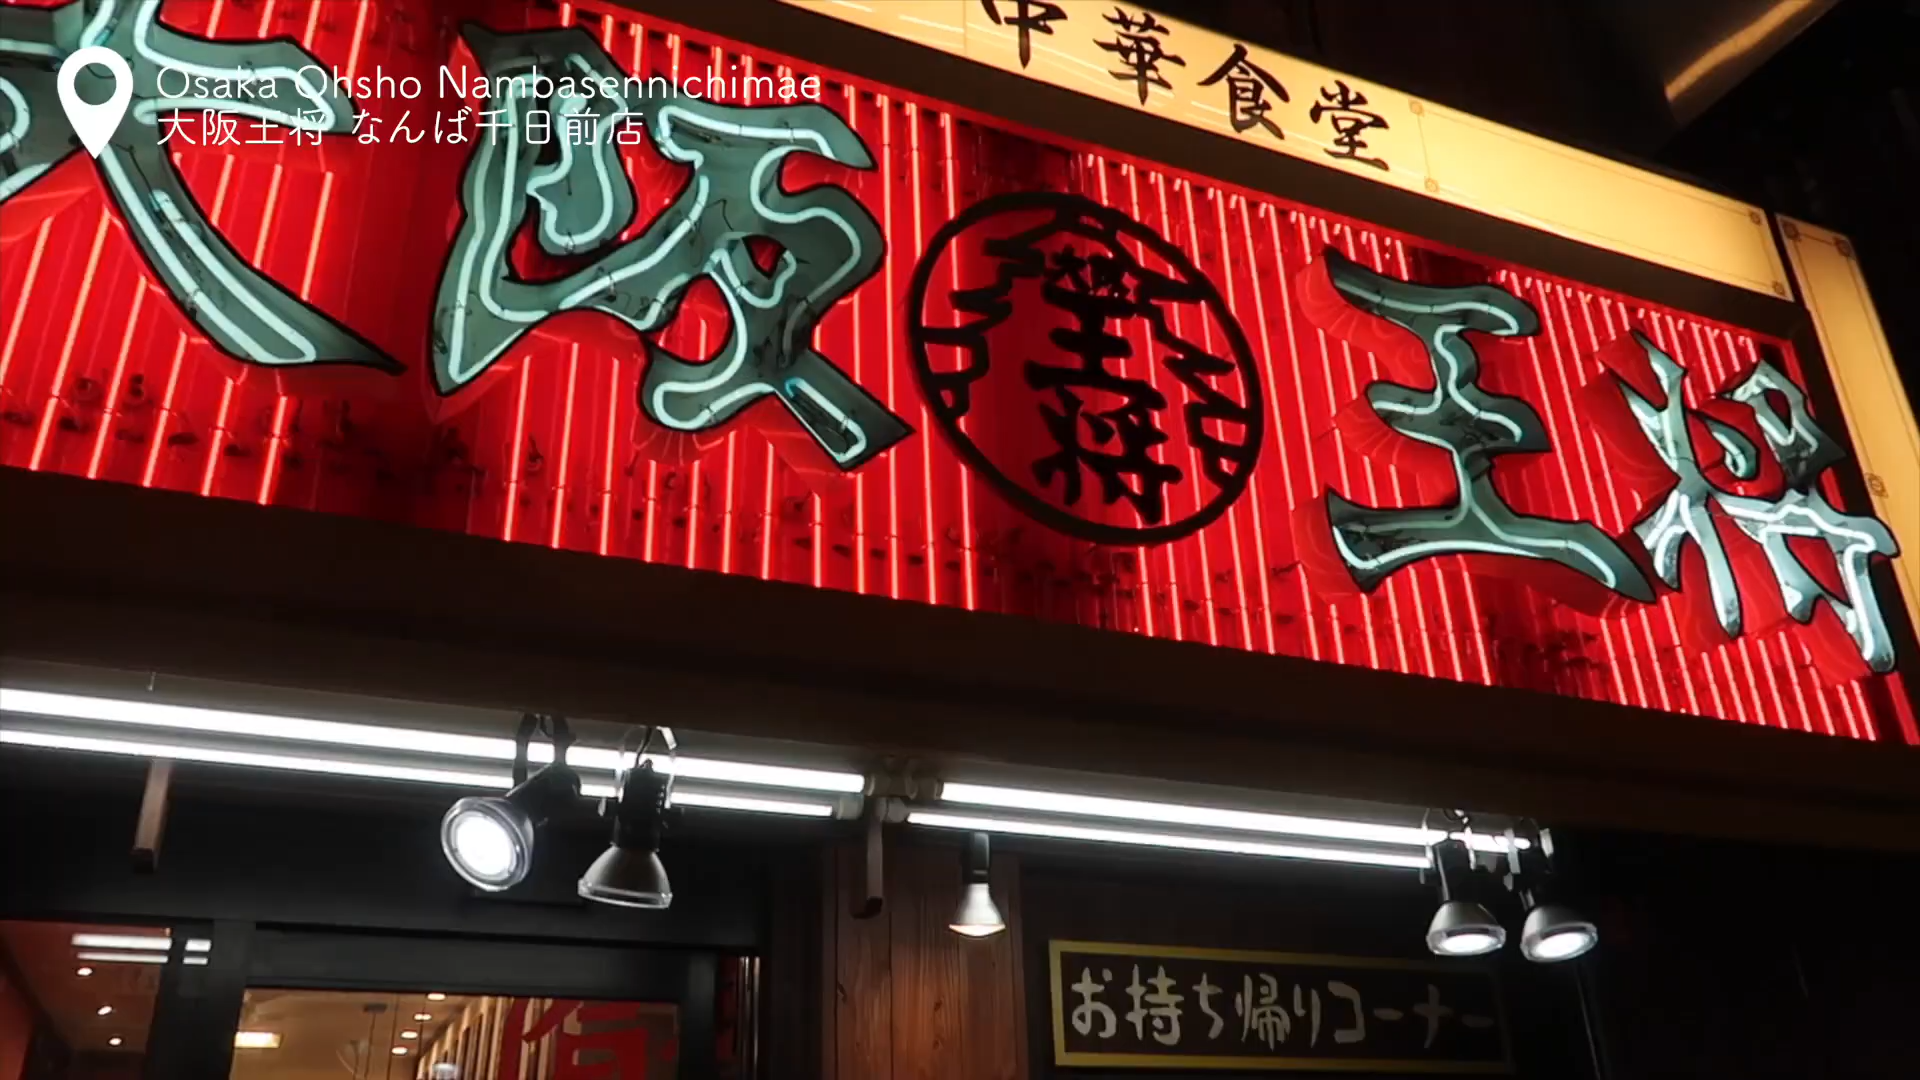 Osaka Ohsho Nambasennichimae
大阪王将 なんば千日前店
中華食堂
大阪王将
王将
お持ち帰りコーナー